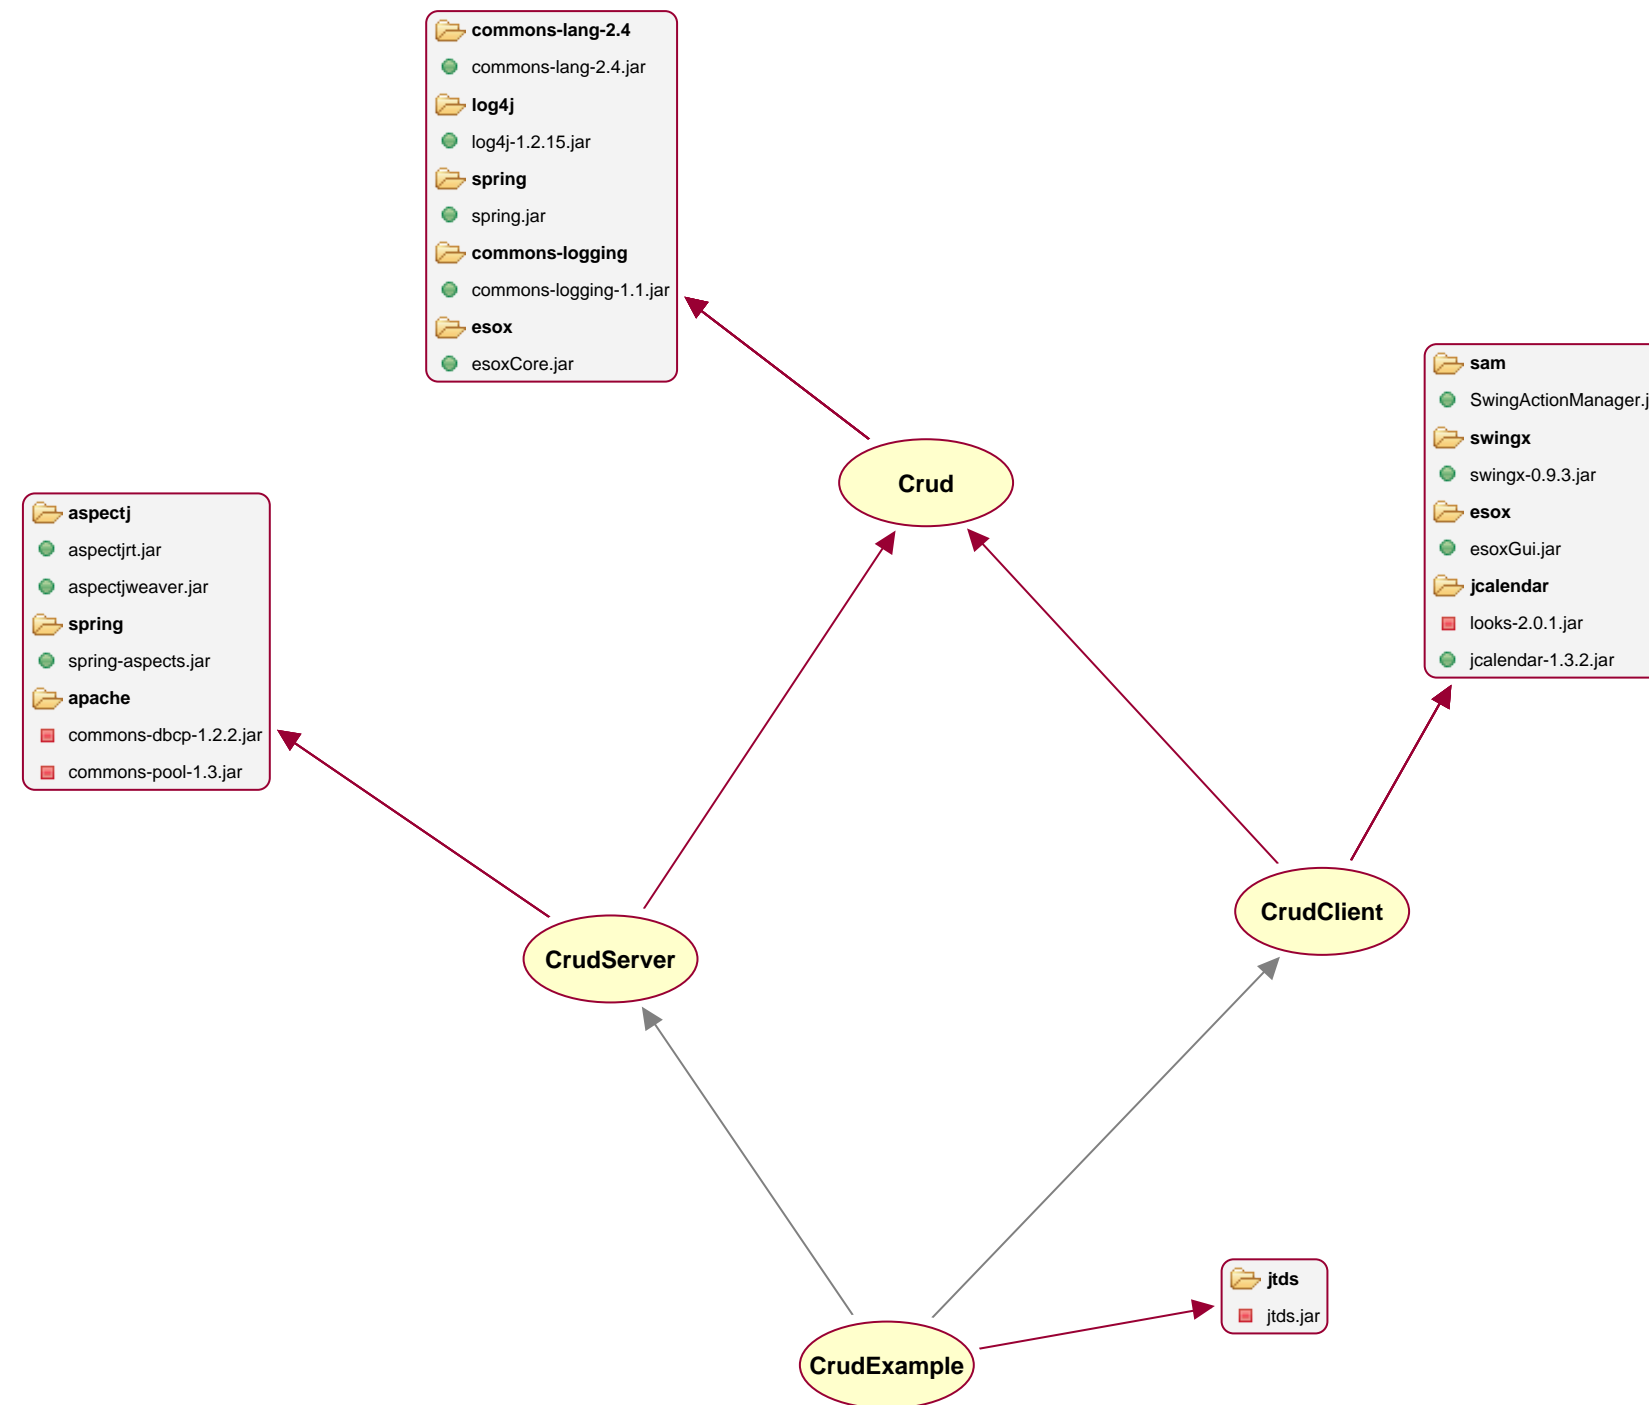 commons-lang-2.4
commons-lang-2.4.jar
log4j
log4j-1.2.15.jar
spring
spring.jar
commons-logging
commons-logging-1.1.jar
esox
esoxCore.jar
sam
SwingActionManager.j
swingx
swingx-0.9.3.jar
esox
esoxGui.jar
jcalendar
looks-2.0.1.jar
jcalendar-1.3.2.jar
Crud
aspectj
aspectjrt.jar
aspectjweaver.jar
spring
spring-aspects.jar
apache
commons-dbcp-1.2.2.jar
commons-pool-1.3.jar
CrudClient
CrudServer
jtds
jtds.jar
CrudExample